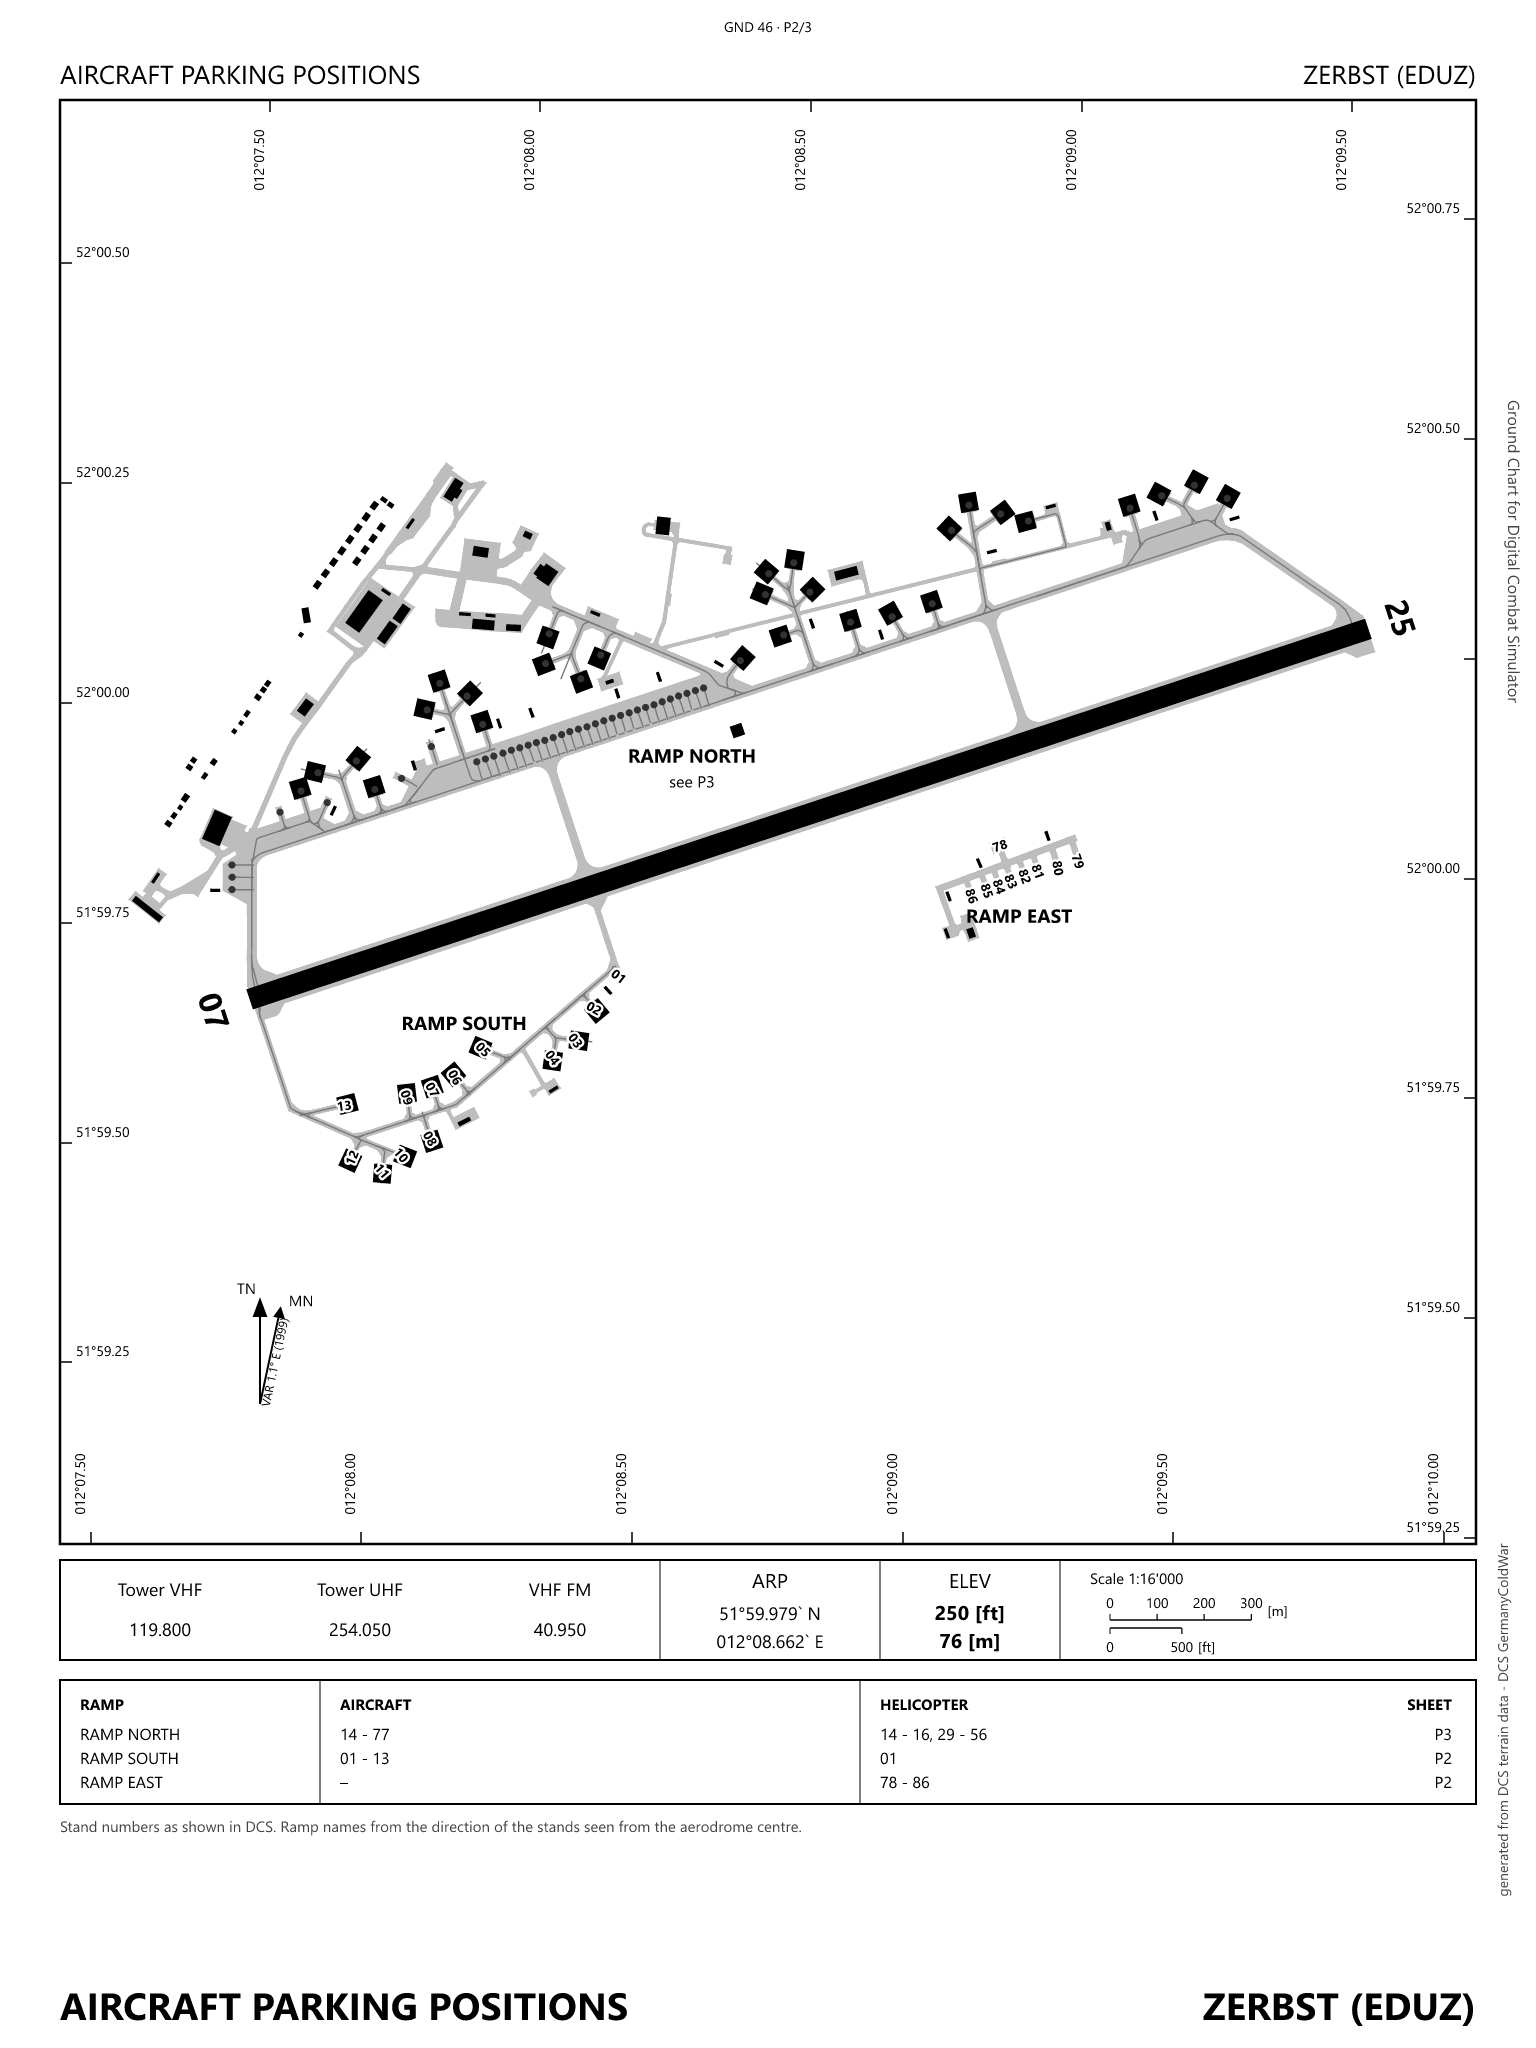 GND 46 · P2/3
AIRCRAFT PARKING POSITIONS
ZERBST (EDUZ)
012°07.50
012°08.00
012°08.50
012°09.00
012°09.50
52°00.75
52°00.50
52°00.50
52°00.25
52°00.00
25
RAMP NORTH
see P3
78
79
80
81
82
83
84
85
86
52°00.00
RAMP EAST
51°59.75
07
01
02
RAMP SOUTH
03
04
05
06
07
09
13
08
10
11
12
51°59.75
51°59.50
TN
MN
VAR 1.1° E (1999)
51°59.50
51°59.25
012°07.50
012°08.00
012°08.50
012°09.00
012°09.50
012°10.00
51°59.25
Ground Chart for Digital Combat Simulator
generated from DCS terrain data - DCS GermanyColdWar
Tower VHF
119.800
Tower UHF
254.050
VHF FM
40.950
ARP
51°59.979` N
012°08.662` E
ELEV
250 [ft]
76 [m]
Scale 1:16'000
0 100 200 300 [m]
0 500 [ft]
RAMP AIRCRAFT HELICOPTER SHEET
RAMP NORTH 14 - 77 14 - 16, 29 - 56 P3
RAMP SOUTH 01 - 13 01 P2
RAMP EAST – 78 - 86 P2
Stand numbers as shown in DCS. Ramp names from the direction of the stands seen from the aerodrome centre.
AIRCRAFT PARKING POSITIONS
ZERBST (EDUZ)